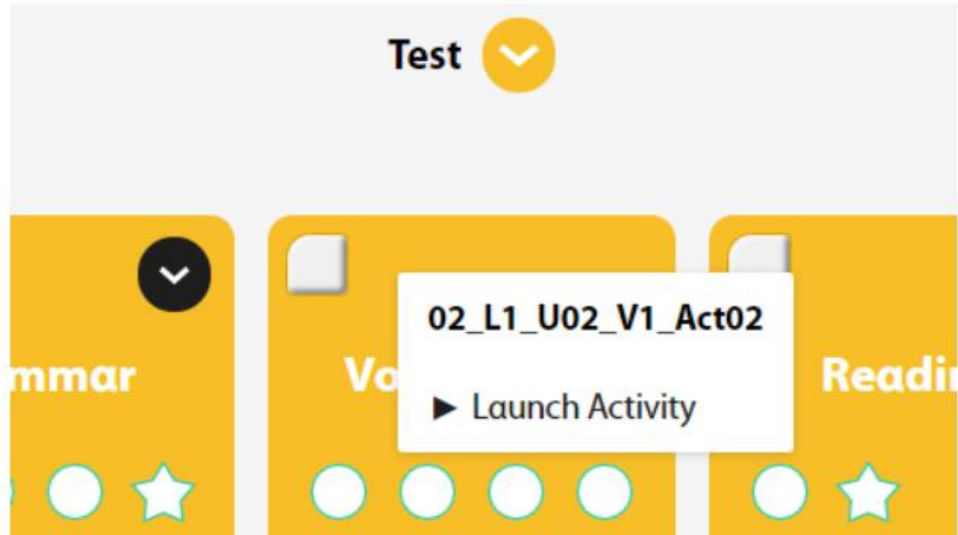 Test
mmar
Vo
02_L1_U02_V1_Act02
► Launch Activity
Readi